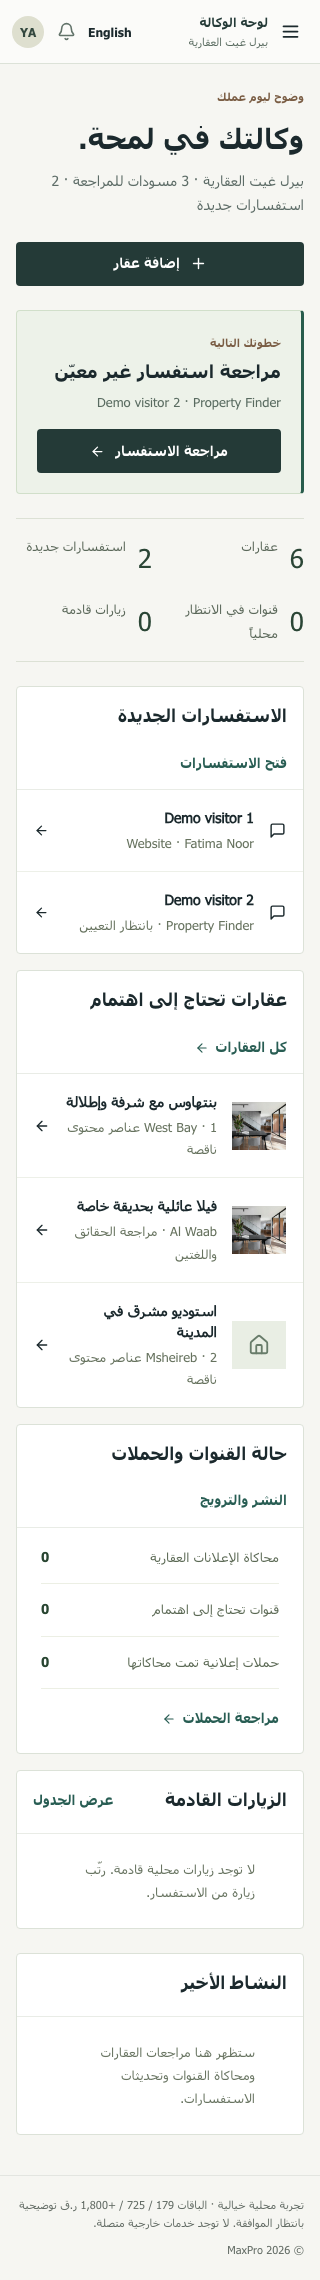 لوحة الوكالة
بيرل غيت العقارية
English
YA
وضوح ليوم عملك
وكالتك في لمحة.
بيرل غيت العقارية · 3 مسودات للمراجعة · 2
استفسارات جديدة
إضافة عقار
خطوتك التالية
مراجعة استفسار غير معيّن
Demo visitor 2 · Property Finder
مراجعة الاستفسار
6 عقارات
2 استفسارات جديدة
0 قنوات في الانتظار
محلياً
0 زيارات قادمة
الاستفسارات الجديدة
فتح الاستفسارات
Demo visitor 1
Website · Fatima Noor
Demo visitor 2
Property Finder · بانتظار التعيين
عقارات تحتاج إلى اهتمام
كل العقارات
بنتهاوس مع شرفة وإطلالة
West Bay · 1 عناصر محتوى
ناقصة
فيلا عائلية بحديقة خاصة
Al Waab · مراجعة الحقائق
واللغتين
استوديو مشرق في
المدينة
Msheireb · 2 عناصر محتوى
ناقصة
حالة القنوات والحملات
النشر والترويج
محاكاة الإعلانات العقارية 0
قنوات تحتاج إلى اهتمام 0
حملات إعلانية تمت محاكاتها 0
مراجعة الحملات
الزيارات القادمة
عرض الجدول
لا توجد زيارات محلية قادمة. رتّب
زيارة من الاستفسار.
النشاط الأخير
ستظهر هنا مراجعات العقارات
ومحاكاة القنوات وتحديثات
الاستفسارات.
تجربة محلية خيالية · الباقات 179 / 725 / +1,800 ر.ق توضيحية
بانتظار الموافقة. لا توجد خدمات خارجية متصلة.
© 2026 MaxPro